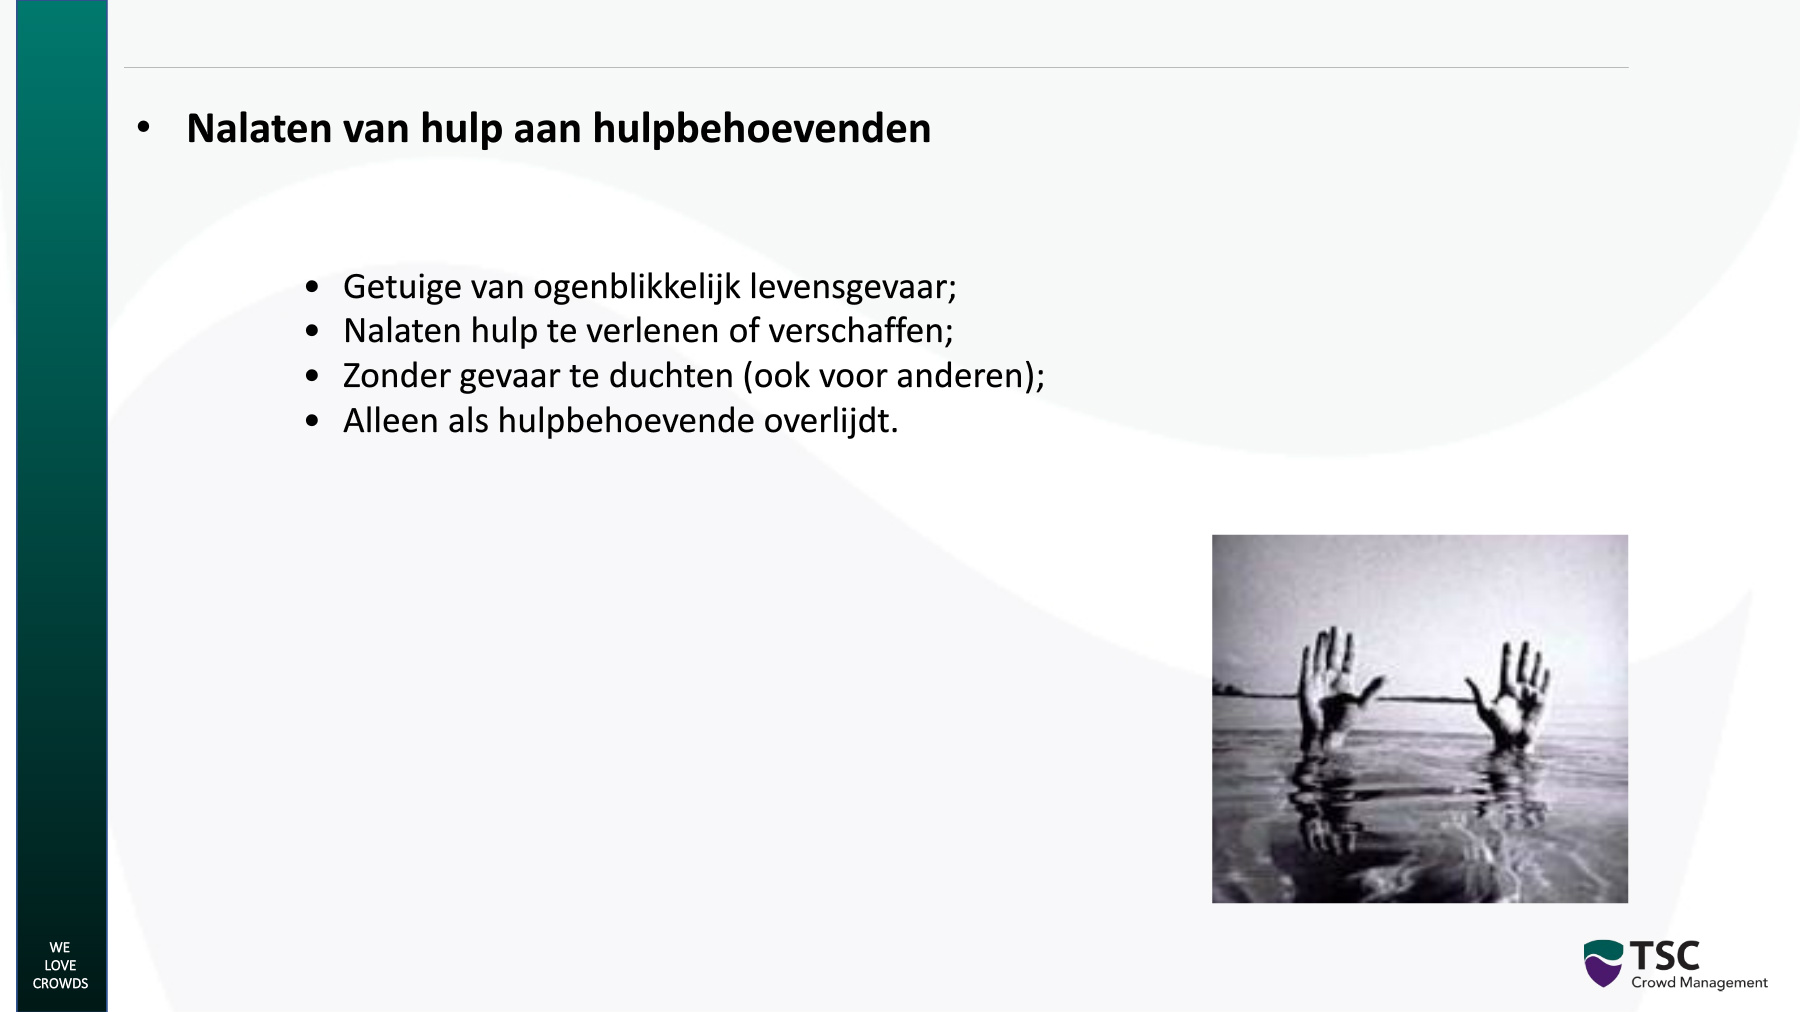 • Nalaten van hulp aan hulpbehoevenden
• Getuige van ogenblikkelijk levensgevaar;
• Nalaten hulp te verlenen of verschaffen;
• Zonder gevaar te duchten (ook voor anderen);
• Alleen als hulpbehoevende overlijdt.
WE
LOVE
CROWDS
TSC
Crowd Management